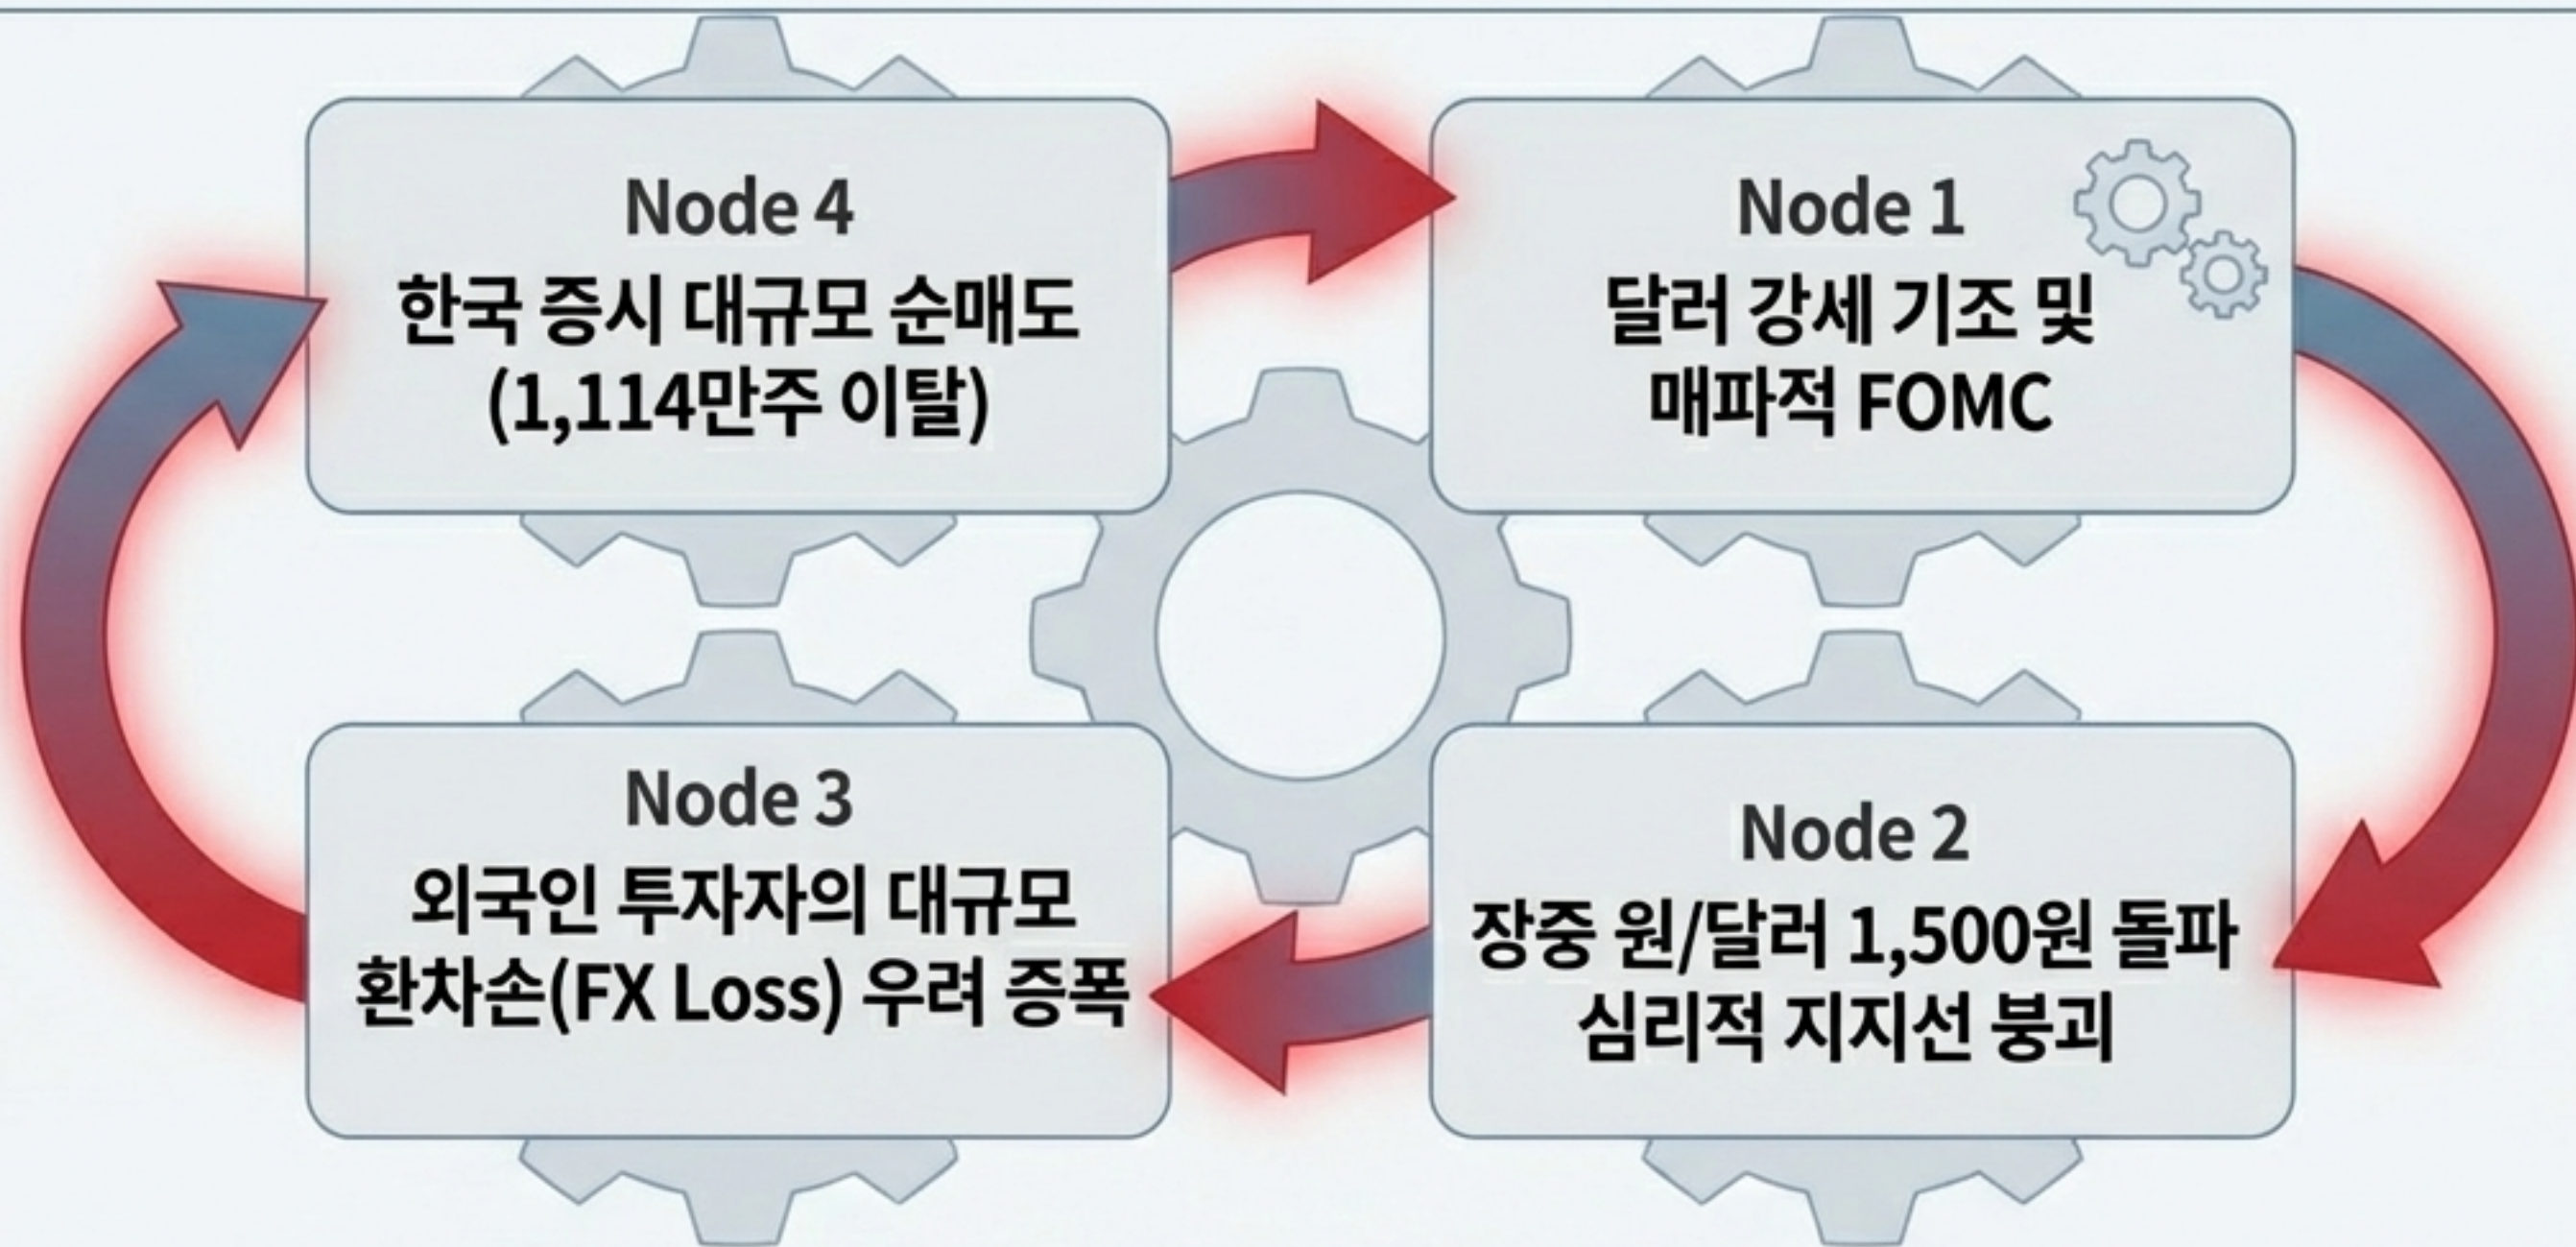 Node 4
한국 증시 대규모 순매도
(1,114만주 이탈)
Node 1
달러 강세 기조 및
매파적 FOMC
Node 3
외국인 투자자의 대규모
환차손(FX Loss) 우려 증폭
Node 2
장중 원/달러 1,500원 돌파
심리적 지지선 붕괴